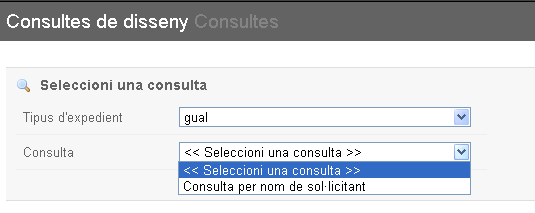 Consultes de disseny Consultes
Seleccioni una consulta
Tipus d'expedient gual
Consulta << Seleccioni una consulta >>
<< Seleccioni una consulta >>
Consulta per nom de sol·licitant